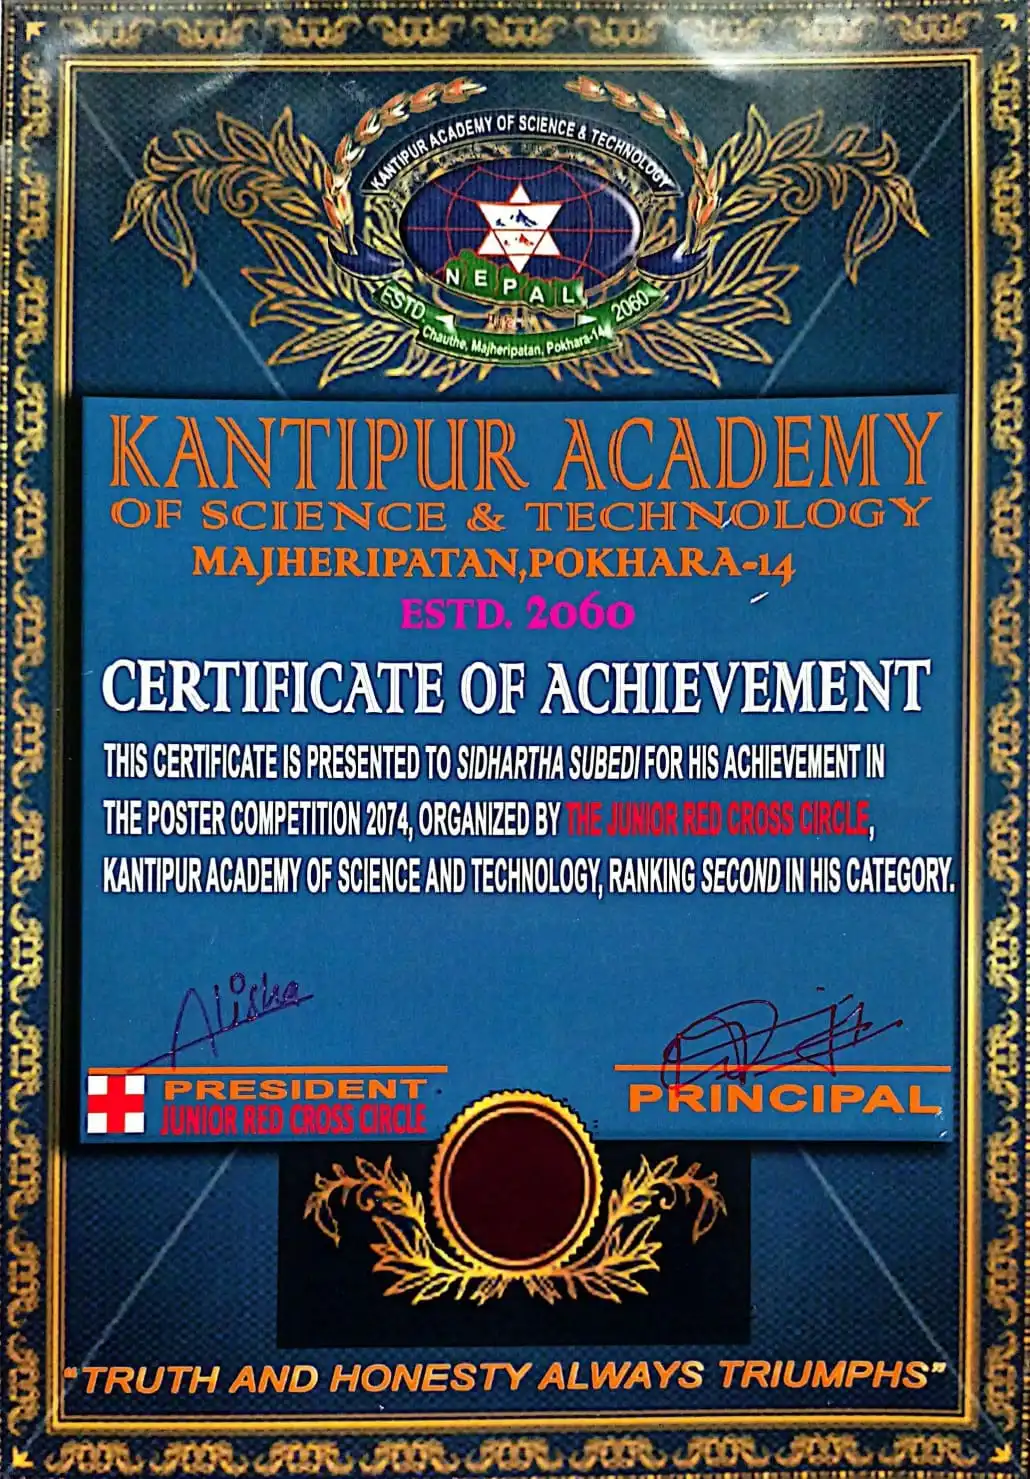 KANTIPUR ACADEMY OF SCIENCE & TECHNOLOGY
NEPAL
ESTD. 2060
Chauthe, Majheripatan, Pokhara-14
KANTIPUR ACADEMY
OF SCIENCE & TECHNOLOGY
MAJHERIPATAN,POKHARA-14
ESTD. 2060
CERTIFICATE OF ACHIEVEMENT
THIS CERTIFICATE IS PRESENTED TO SIDHARTHA SUBEDI FOR HIS ACHIEVEMENT IN
THE POSTER COMPETITION 2074, ORGANIZED BY THE JUNIOR RED CROSS CIRCLE,
KANTIPUR ACADEMY OF SCIENCE AND TECHNOLOGY, RANKING SECOND IN HIS CATEGORY.
Alisha
PRESIDENT
JUNIOR RED CROSS CIRCLE
PRINCIPAL
"TRUTH AND HONESTY ALWAYS TRIUMPHS"